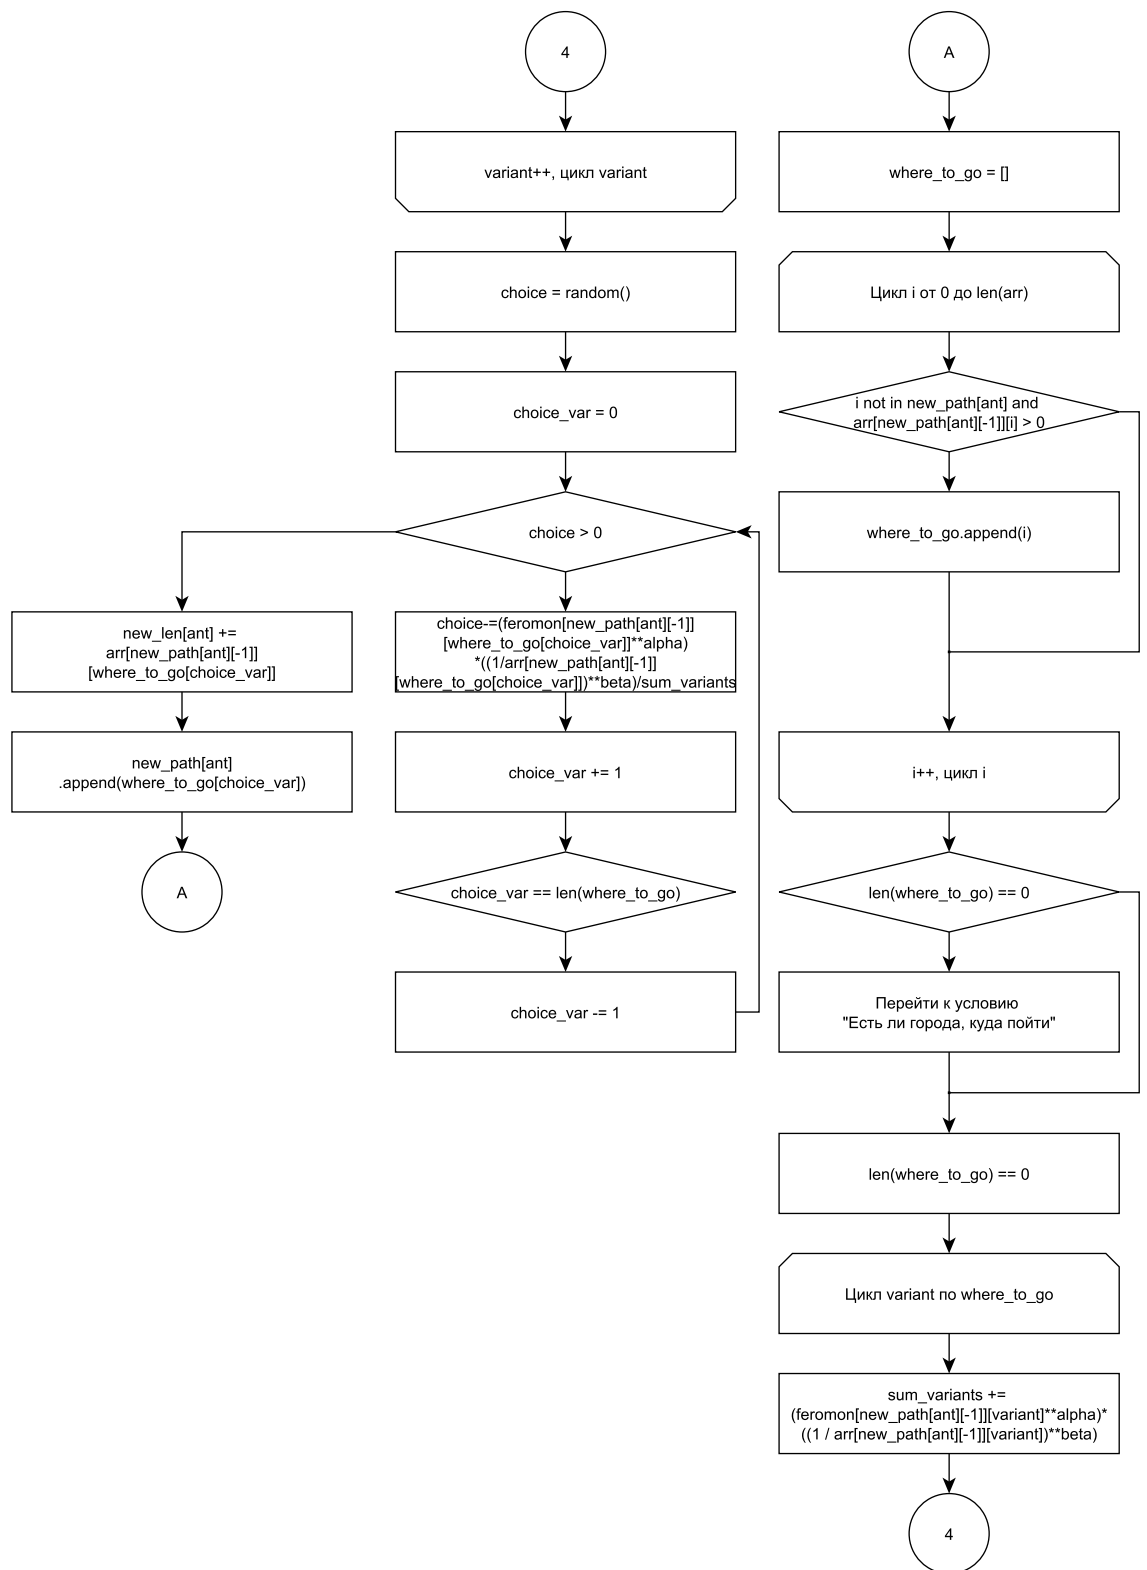 4
variant++, цикл variant
choice = random()
choice_var = 0
choice > 0
new_len[ant] +=
arr[new_path[ant][-1]]
[where_to_go[choice_var]]
new_path[ant]
.append(where_to_go[choice_var])
A
choice-=(feromon[new_path[ant][-1]]
[where_to_go[choice_var]]**alpha)
*((1/arr[new_path[ant][-1]]
[where_to_go[choice_var]])**beta)/sum_variants
choice_var += 1
choice_var == len(where_to_go)
choice_var -= 1
A
where_to_go = []
Цикл i от 0 до len(arr)
i not in new_path[ant] and
arr[new_path[ant][-1]][i] > 0
where_to_go.append(i)
i++, цикл i
len(where_to_go) == 0
Перейти к условию
"Есть ли города, куда пойти"
len(where_to_go) == 0
Цикл variant по where_to_go
sum_variants +=
(feromon[new_path[ant][-1]][variant]**alpha)*
((1 / arr[new_path[ant][-1]][variant])**beta)
4